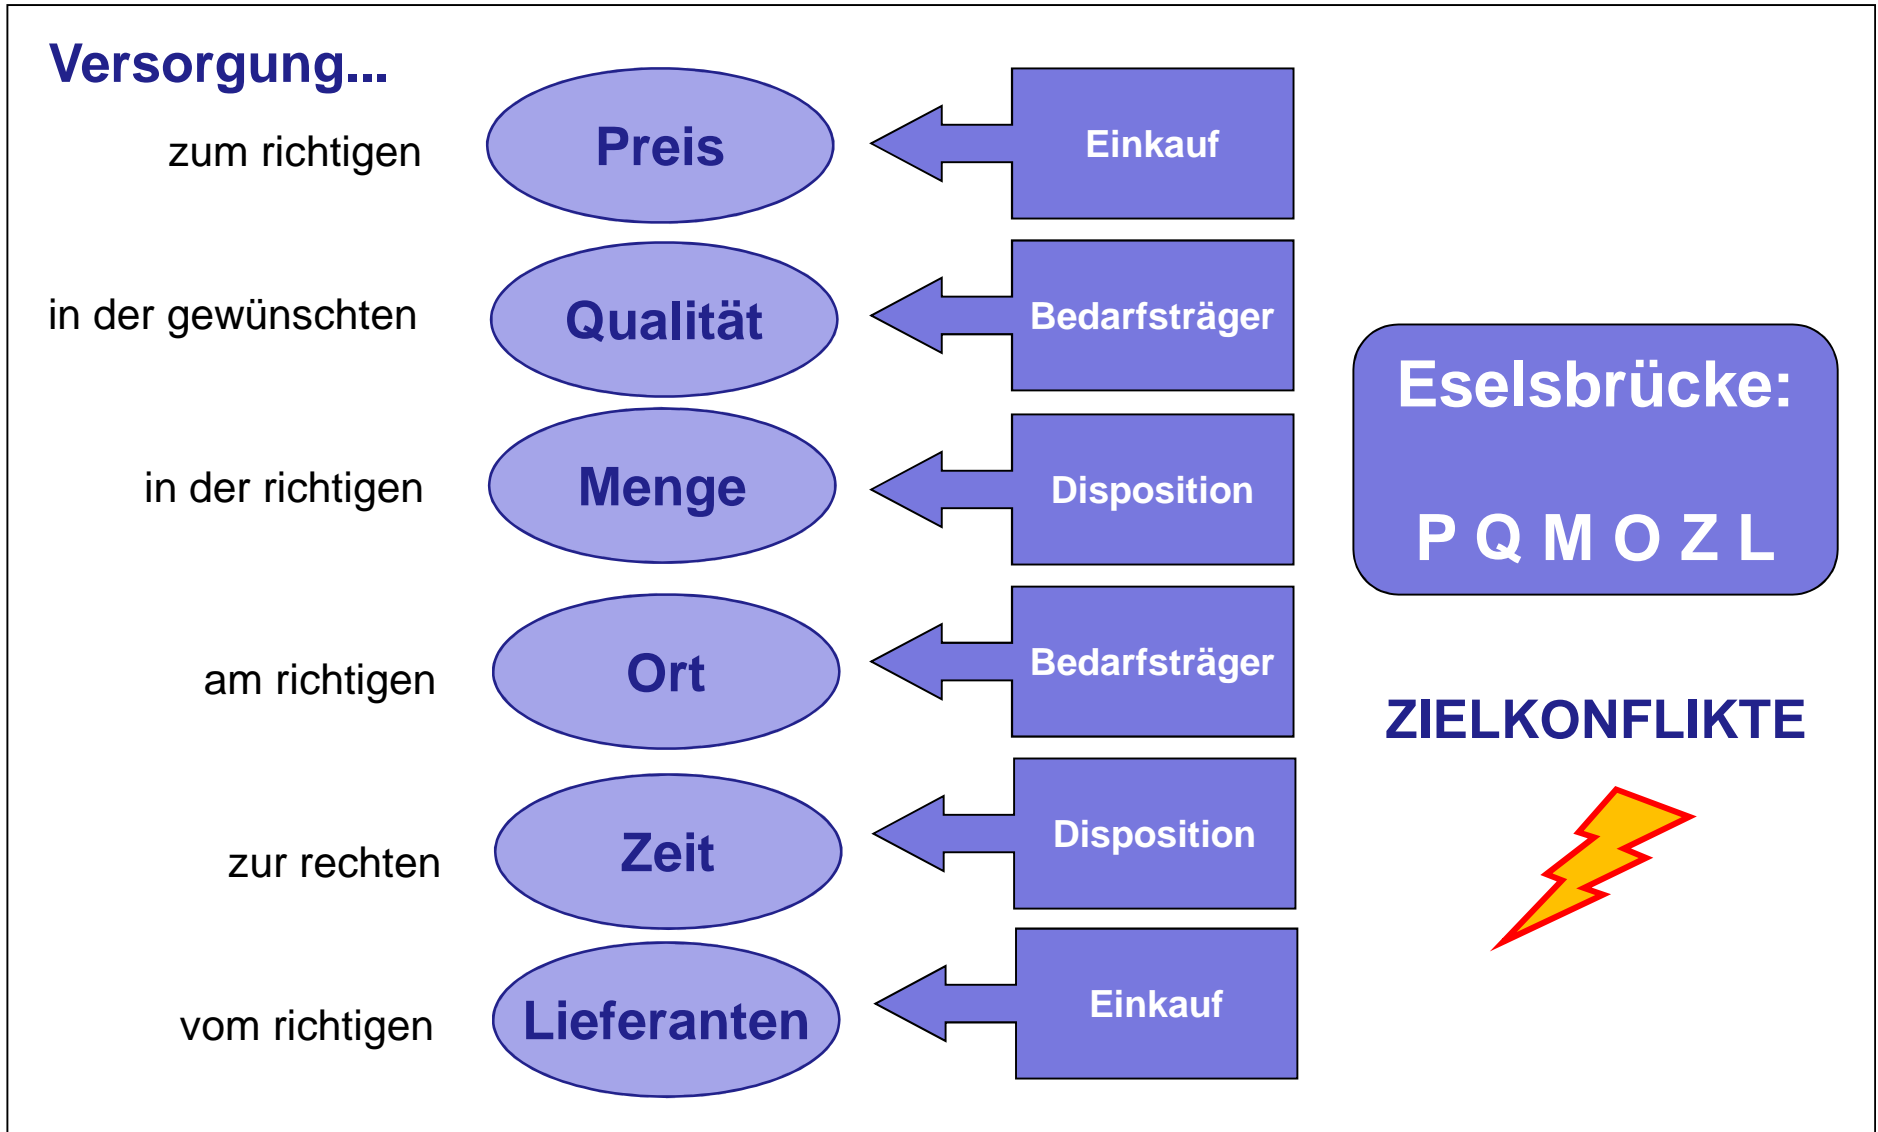 Versorgung...
zum richtigen
Preis
Einkauf
in der gewünschten
Qualität
Bedarfsträger
in der richtigen
Menge
Disposition
am richtigen
Ort
Bedarfsträger
zur rechten
Zeit
Disposition
vom richtigen
Lieferanten
Einkauf
Eselsbrücke:
P Q M O Z L
ZIELKONFLIKTE